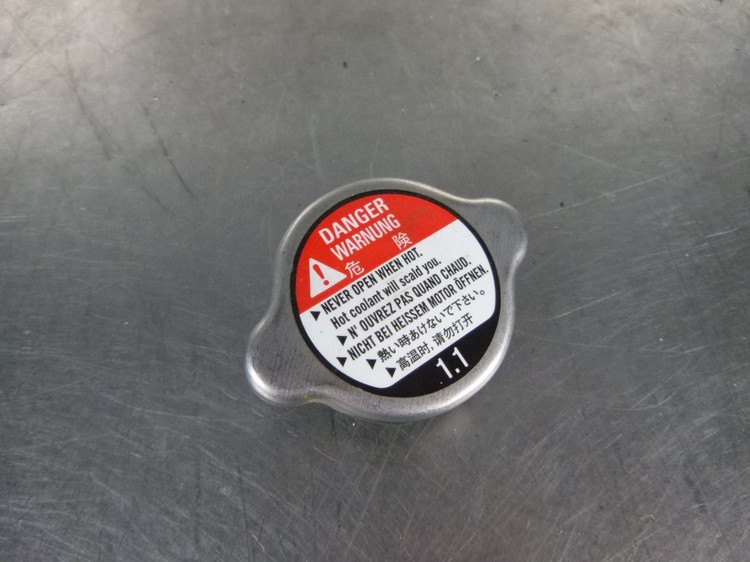 DANGER
WARNUNG
危 険
▶ NEVER OPEN WHEN HOT.
Hot coolant will scald you.
▶ N' OUVREZ PAS QUAND CHAUD.
▶ NICHT BEI HEISSEM MOTOR ÖFFNEN.
▶ 熱い時あけないで下さい。
▶ 高温时,请勿打开
1.1